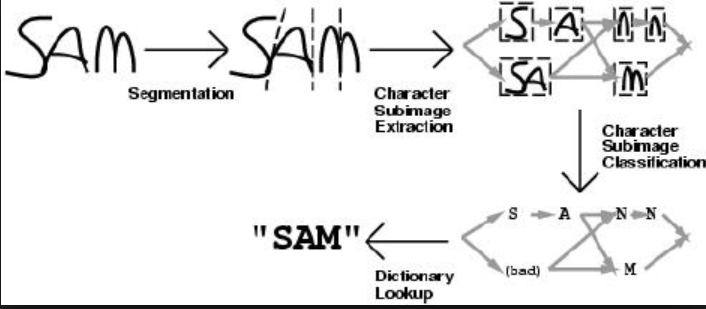 SAM
SAM
S A n n
SA m
Segmentation
Character
Subimage
Extraction
Character
Subimage
Classification
S A N N
(bad) M
"SAM"
Dictionary
Lookup